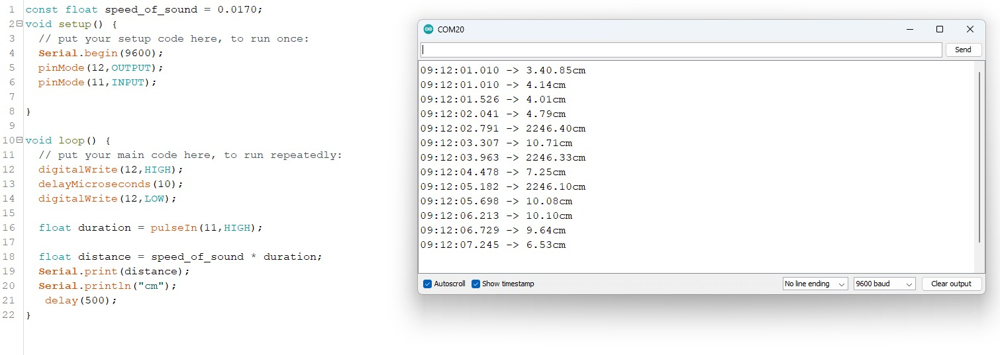 1 const float speed_of_sound = 0.0170;
2 void setup() {
3 // put your setup code here, to run once:
4 Serial.begin(9600);
5 pinMode(12,OUTPUT);
6 pinMode(11,INPUT);
7
8 }
9
10 void loop() {
11 // put your main code here, to run repeatedly:
12 digitalWrite(12,HIGH);
13 delayMicroseconds(10);
14 digitalWrite(12,LOW);
15
16 float duration = pulseIn(11,HIGH);
17
18 float distance = speed_of_sound * duration;
19 Serial.print(distance);
20 Serial.println("cm");
21 delay(500);
22 }
COM20
Send
09:12:01.010 -> 3.40.85cm
09:12:01.010 -> 4.14cm
09:12:01.526 -> 4.01cm
09:12:02.041 -> 4.79cm
09:12:02.791 -> 2246.40cm
09:12:03.307 -> 10.71cm
09:12:03.963 -> 2246.33cm
09:12:04.478 -> 7.25cm
09:12:05.182 -> 2246.10cm
09:12:05.698 -> 10.08cm
09:12:06.213 -> 10.10cm
09:12:06.729 -> 9.64cm
09:12:07.245 -> 6.53cm
Autoscroll Show timestamp No line ending 9600 baud Clear output